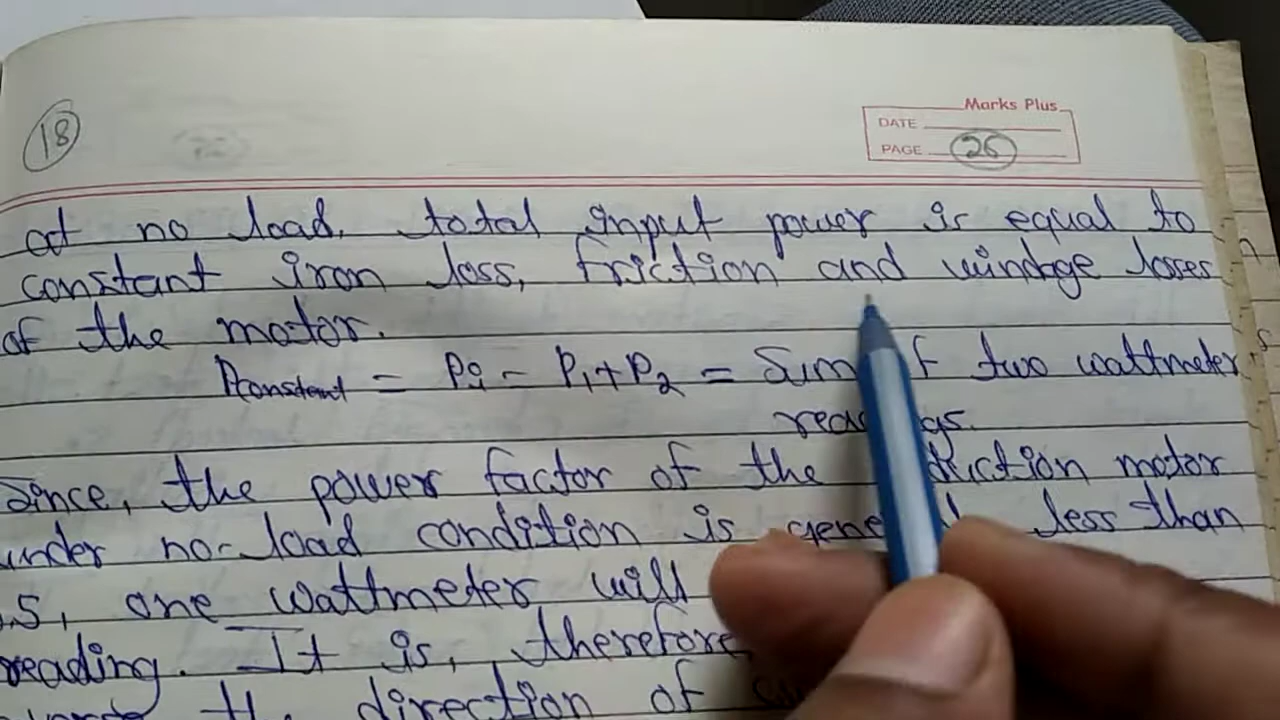 18
Marks Plus
DATE
PAGE 26
at no load, total input power is equal to
constant iron loss, friction and windage losses
of the motor.
Pconstant = Pi = P1+P2 = Sum of two wattmeter
readings.
Since, the power factor of the induction motor
under no-load condition is less than
.5, one wattmeter will
reading. It is, therefore
the direction of